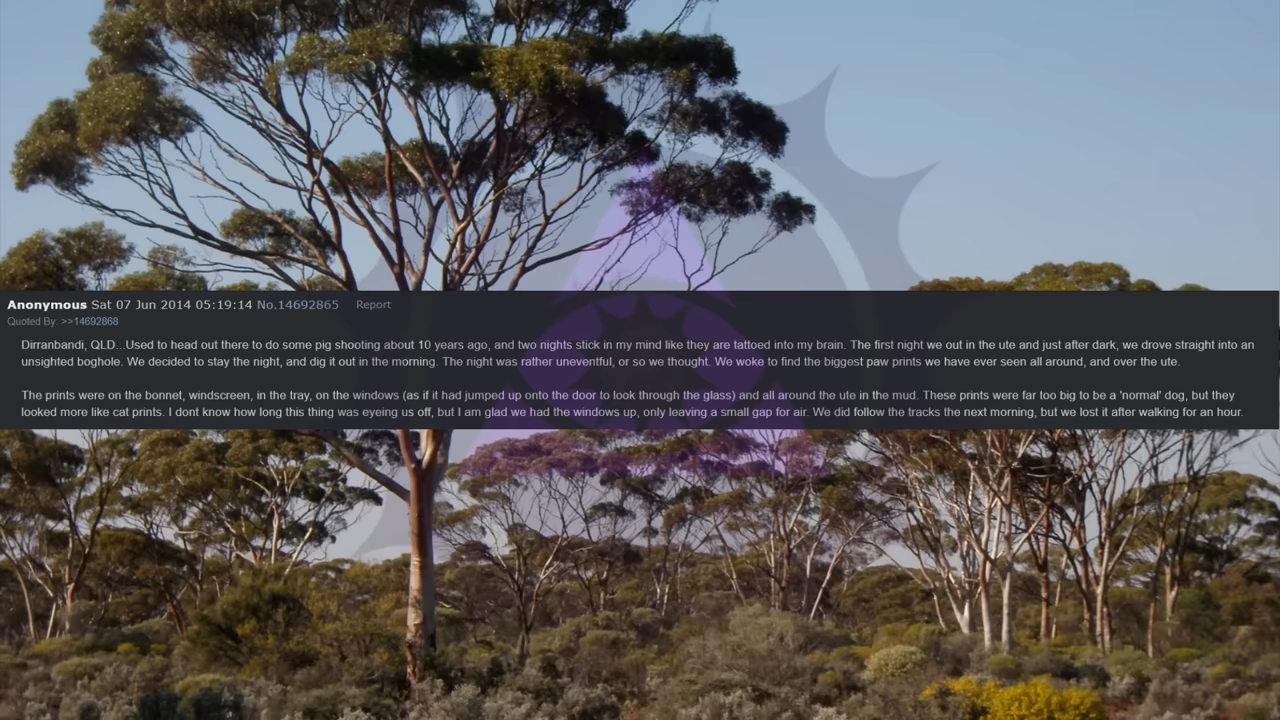 Anonymous Sat 07 Jun 2014 05:19:14 No.14692865 Report
Quoted By: >>14692868
Dirranbandi, QLD...Used to head out there to do some pig shooting about 10 years ago, and two nights stick in my mind like they are tattoed into my brain. The first night we out in the ute and just after dark, we drove straight into an
unsighted boghole. We decided to stay the night, and dig it out in the morning. The night was rather uneventful, or so we thought. We woke to find the biggest paw prints we have ever seen all around, and over the ute.
The prints were on the bonnet, windscreen, in the tray, on the windows (as if it had jumped up onto the door to look through the glass) and all around the ute in the mud. These prints were far too big to be a 'normal' dog, but they
looked more like cat prints. I dont know how long this thing was eyeing us off, but I am glad we had the windows up, only leaving a small gap for air. We did follow the tracks the next morning, but we lost it after walking for an hour.